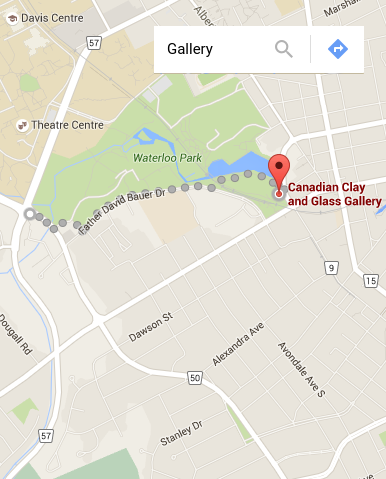 Davis Centre
Albe
Marsha
57
Gallery
Theatre Centre
Waterloo Park
Canadian Clay
and Glass Gallery
Father David Bauer Dr
9
15
Dawson St
Alexandra Ave
Dougall Rd
Avondale Ave S
50
Stanley Dr
57